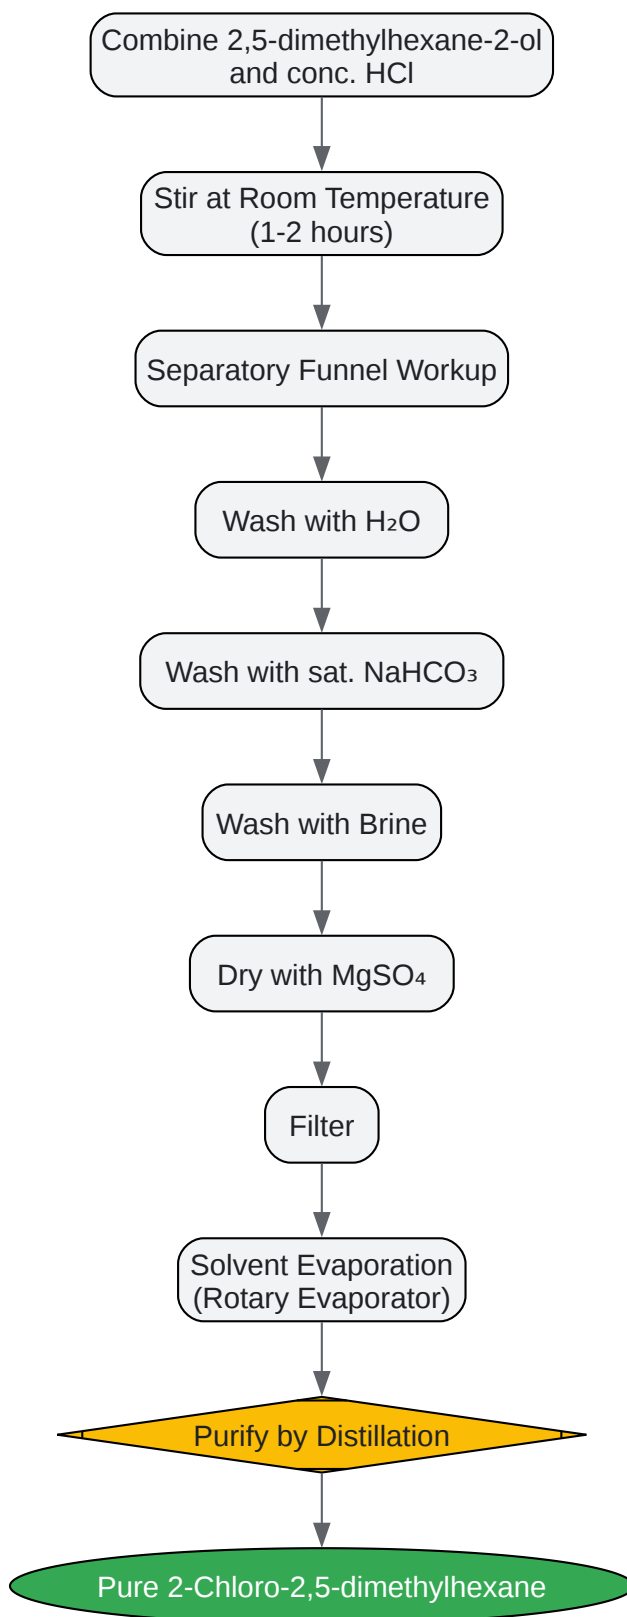 Combine 2,5-dimethylhexane-2-ol
and conc. HCl
Stir at Room Temperature
(1-2 hours)
Separatory Funnel Workup
Wash with H₂O
Wash with sat. NaHCO₃
Wash with Brine
Dry with MgSO₄
Filter
Solvent Evaporation
(Rotary Evaporator)
Purify by Distillation
Pure 2-Chloro-2,5-dimethylhexane